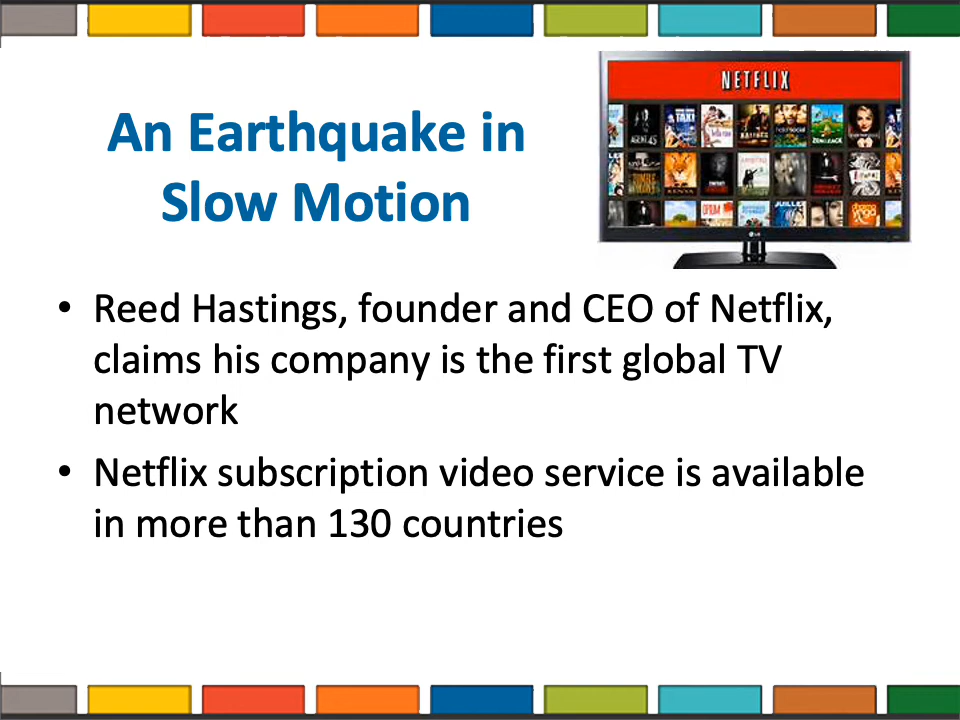 An Earthquake in
Slow Motion
NETFLIX
• Reed Hastings, founder and CEO of Netflix,
claims his company is the first global TV
network
• Netflix subscription video service is available
in more than 130 countries
LG